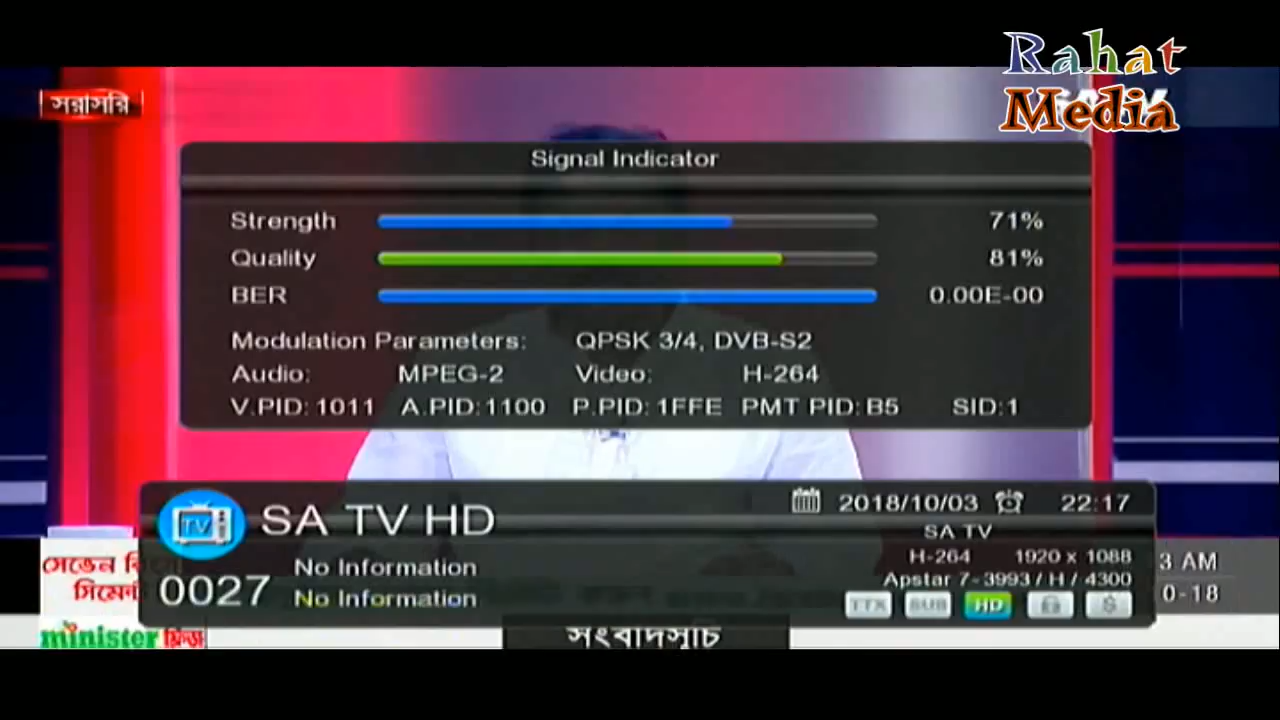 Rahat
Media
সরাসরি
Signal Indicator
Strength 71%
Quality 81%
BER 0.00E-00
Modulation Parameters: QPSK 3/4, DVB-S2
Audio: MPEG-2 Video: H-264
V.PID: 1011 A.PID: 1100 P.PID: 1FFE PMT PID: B5 SID: 1
TV SA TV HD 2018/10/03 22:17
SA TV
No Information H-264 1920 x 1088
3 AM
0027 No Information Apstar 7-3993 / H / 4300
TTX SUB HD $
0-18
সেভেন
সিমেন্ট
minister ফ্রিজ
সংবাদসূচি